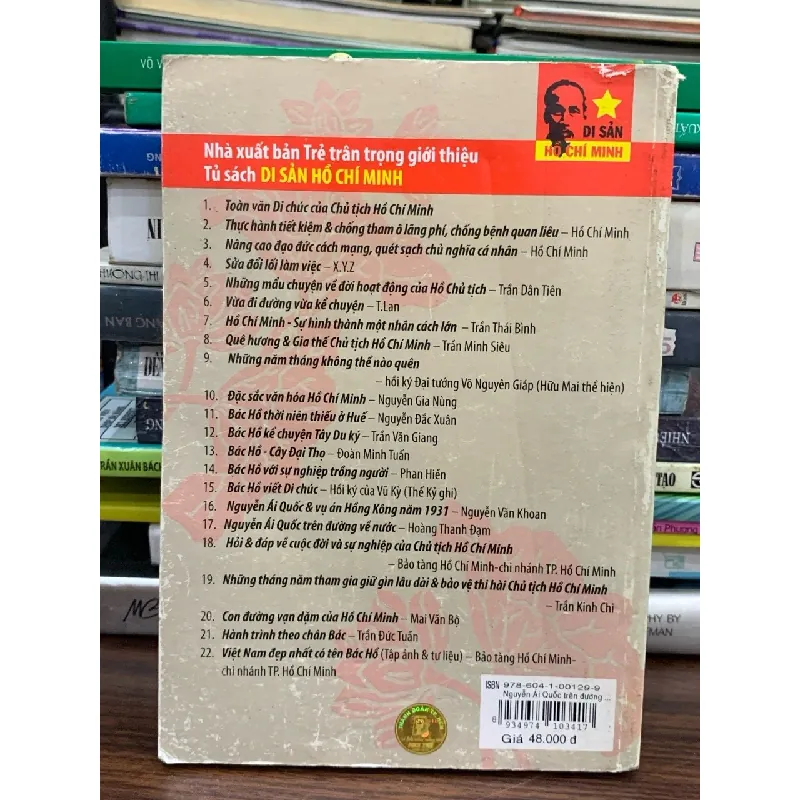 VÕ V
DI SẢN
HỒ CHÍ MINH
Nhà xuất bản Trẻ trân trọng giới thiệu
Tủ sách DI SẢN HỒ CHÍ MINH
1. Toàn văn Di chúc của Chủ tịch Hồ Chí Minh
2. Thực hành tiết kiệm & chống tham ô lãng phí, chống bệnh quan liêu – Hồ Chí Minh
3. Nâng cao đạo đức cách mạng, quét sạch chủ nghĩa cá nhân – Hồ Chí Minh
4. Sửa đổi lối làm việc – X.Y.Z
5. Những mẩu chuyện về đời hoạt động của Hồ Chủ tịch – Trần Dân Tiên
6. Vừa đi đường vừa kể chuyện – T.Lan
7. Hồ Chí Minh - Sự hình thành một nhân cách lớn – Trần Thái Bình
8. Quê hương & Gia thế Chủ tịch Hồ Chí Minh – Trần Minh Siêu
9. Những năm tháng không thể nào quên
– hồi ký Đại tướng Võ Nguyên Giáp (Hữu Mai thể hiện)
10. Đặc sắc văn hóa Hồ Chí Minh – Nguyễn Gia Nùng
11. Bác Hồ thời niên thiếu ở Huế – Nguyễn Đắc Xuân
12. Bác Hồ kể chuyện Tây Du ký – Trần Văn Giang
13. Bác Hồ - Cây Đại Thọ – Đoàn Minh Tuấn
14. Bác Hồ với sự nghiệp trồng người – Phan Hiền
15. Bác Hồ viết Di chúc – Hồi ký của Vũ Kỳ (Thế Kỷ ghi)
16. Nguyễn Ái Quốc & vụ án Hồng Kông năm 1931 – Nguyễn Văn Khoan
17. Nguyễn Ái Quốc trên đường về nước – Hoàng Thanh Đạm
18. Hỏi & đáp về cuộc đời và sự nghiệp của Chủ tịch Hồ Chí Minh
– Bảo tàng Hồ Chí Minh-chi nhánh TP. Hồ Chí Minh
19. Những tháng năm tham gia giữ gìn lâu dài & bảo vệ thi hài Chủ tịch Hồ Chí Minh
– Trần Kinh Chi
20. Con đường vạn dặm của Hồ Chí Minh – Mai Văn Bộ
21. Hành trình theo chân Bác – Trần Đức Tuấn
22. Việt Nam đẹp nhất có tên Bác Hồ (Tập ảnh & tư liệu) – Bảo tàng Hồ Chí Minh-
chi nhánh TP. Hồ Chí Minh
ISBN 978-604-1-00129-9
Nguyễn Ái Quốc trên đường ...
8 934974 103417
Giá 48.000 đ
TRẦN XUÂN BÁCH
TẠO
Phương
PHY BY
FMAN